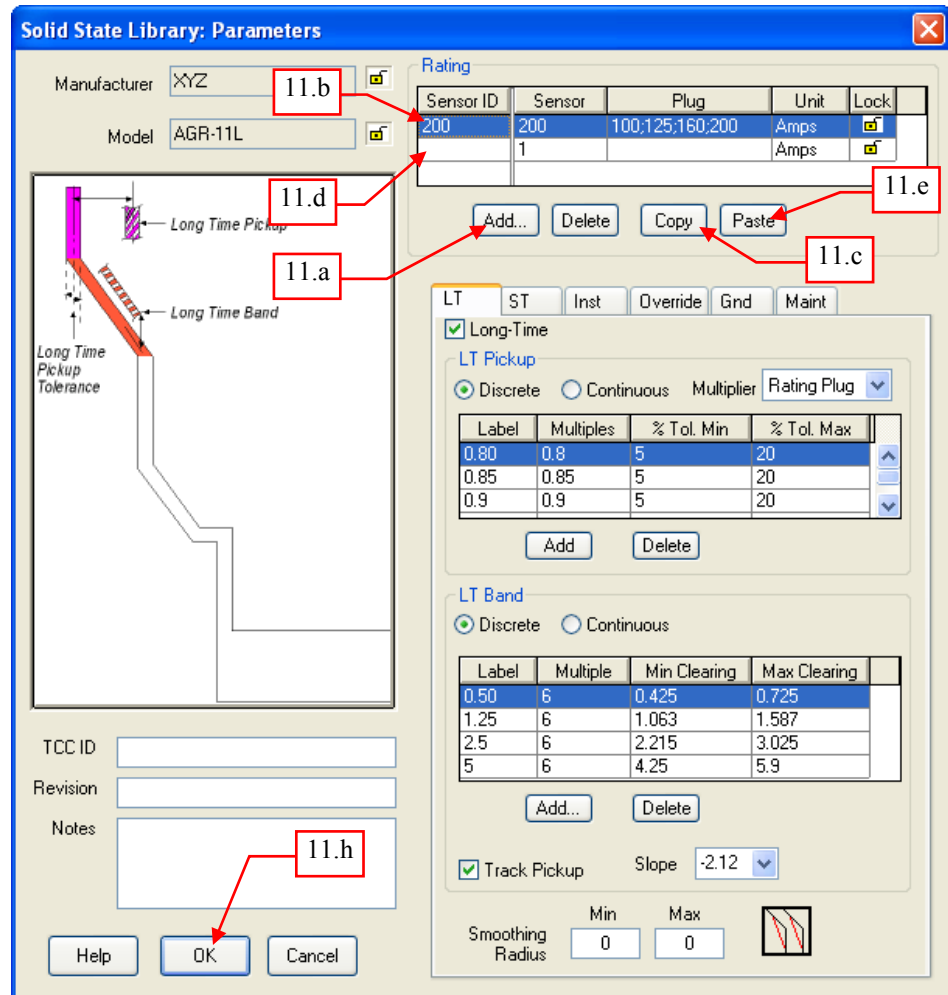 Solid State Library: Parameters
Manufacturer XYZ
Model AGR-11L
11.b
11.d
11.a
Rating
Sensor ID Sensor Plug Unit Lock
200 200 100;125;160;200 Amps
1 Amps
11.e
Add... Delete Copy Paste
11.c
Long Time Pickup
Long Time Band
Long Time
Pickup
Tolerance
LT ST Inst Override Gnd Maint
Long-Time
LT Pickup
Discrete Continuous Multiplier Rating Plug
Label Multiples % Tol. Min % Tol. Max
0.80 0.8 5 20
0.85 0.85 5 20
0.9 0.9 5 20
Add Delete
LT Band
Discrete Continuous
Label Multiple Min Clearing Max Clearing
0.50 6 0.425 0.725
1.25 6 1.063 1.587
2.5 6 2.215 3.025
5 6 4.25 5.9
Add... Delete
Track Pickup Slope -2.12
Min Max
Smoothing
Radius 0 0
TCC ID
Revision
Notes
11.h
Help OK Cancel